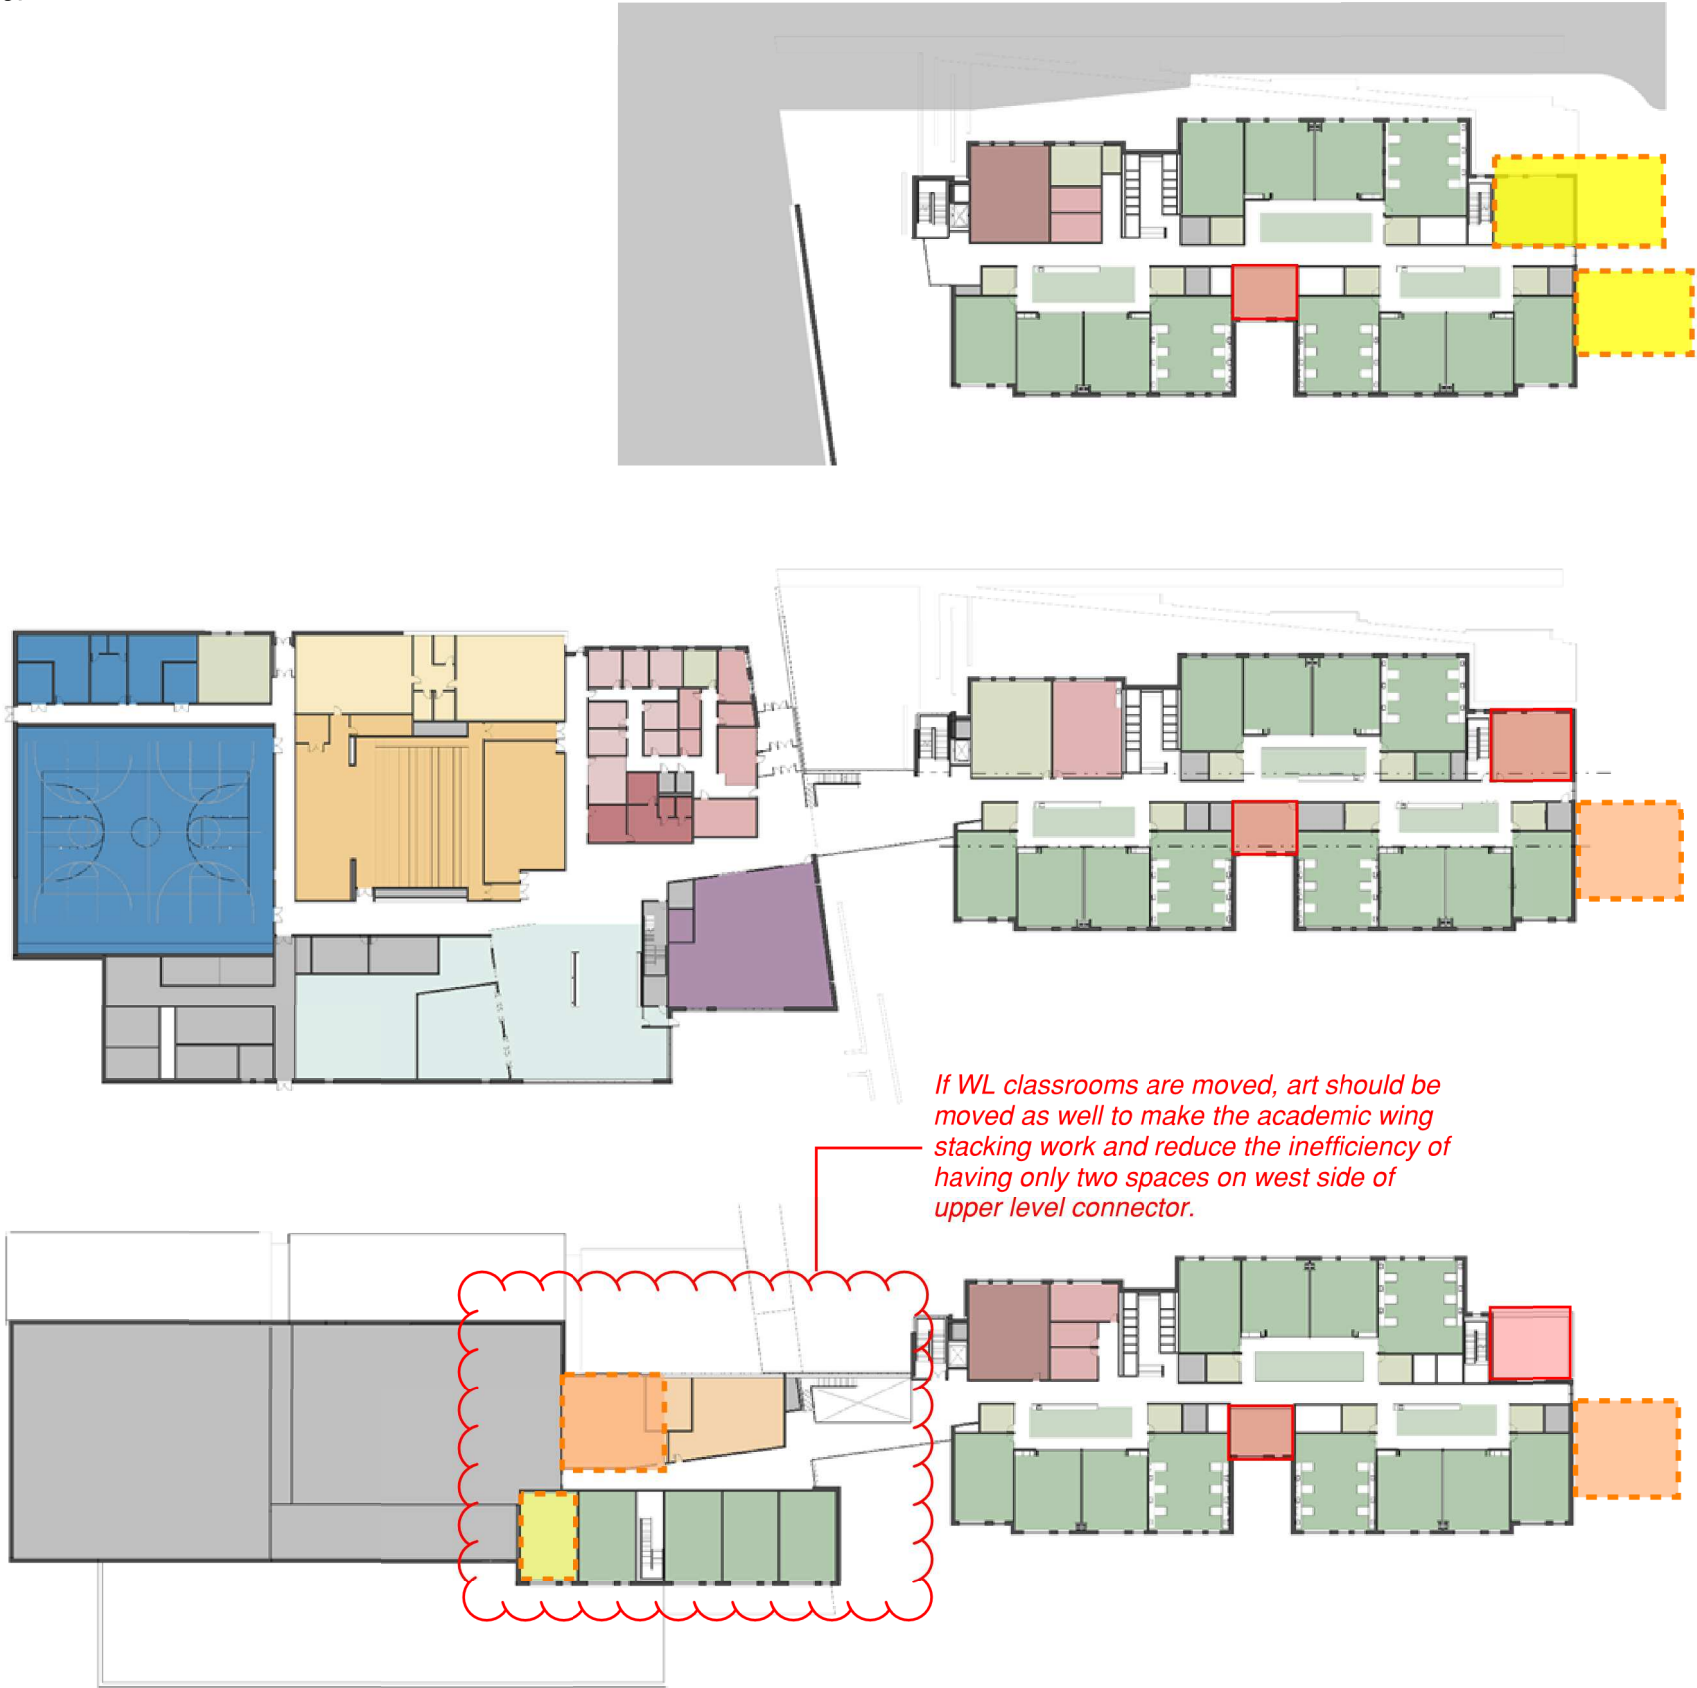 If WL classrooms are moved, art should be
moved as well to make the academic wing
stacking work and reduce the inefficiency of
having only two spaces on west side of
upper level connector.